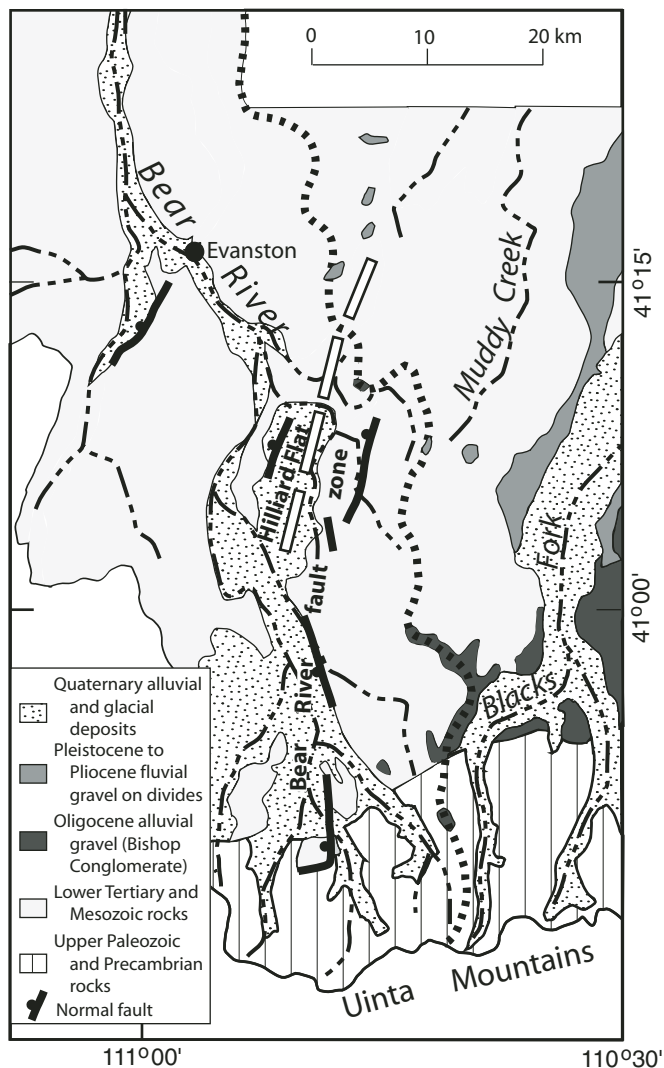 0 10 20 km
Bear
River
Evanston
Muddy Creek
41°15'
Hilliard Flat
zone
fault
River
Bear
Fork
Blacks
41°00'
Quaternary alluvial
and glacial
deposits
Pleistocene to
Pliocene fluvial
gravel on divides
Oligocene alluvial
gravel (Bishop
Conglomerate)
Lower Tertiary and
Mesozoic rocks
Upper Paleozoic
and Precambrian
rocks
Normal fault
Uinta Mountains
111°00' 110°30'